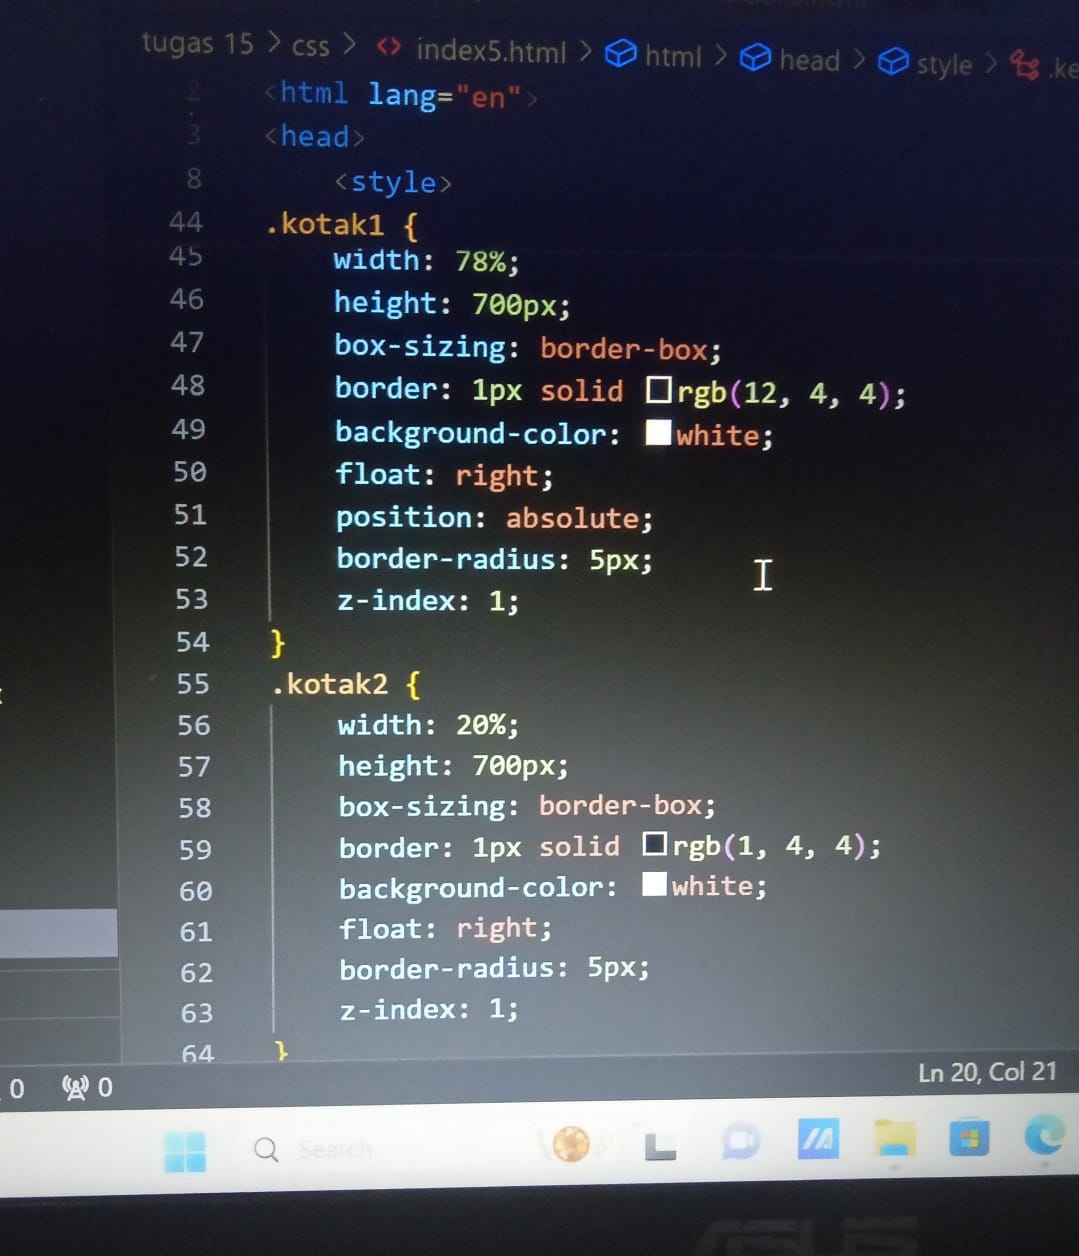 tugas 15 > css > <> index5.html > html > head > style > .ke
2 <html lang="en">
3 <head>
8 <style>
44 .kotak1 {
45 width: 78%;
46 height: 700px;
47 box-sizing: border-box;
48 border: 1px solid rgb(12, 4, 4);
49 background-color: white;
50 float: right;
51 position: absolute;
52 border-radius: 5px;
53 z-index: 1;
54 }
55 .kotak2 {
56 width: 20%;
57 height: 700px;
58 box-sizing: border-box;
59 border: 1px solid rgb(1, 4, 4);
60 background-color: white;
61 float: right;
62 border-radius: 5px;
63 z-index: 1;
64 }
0 0 Ln 20, Col 21
Search